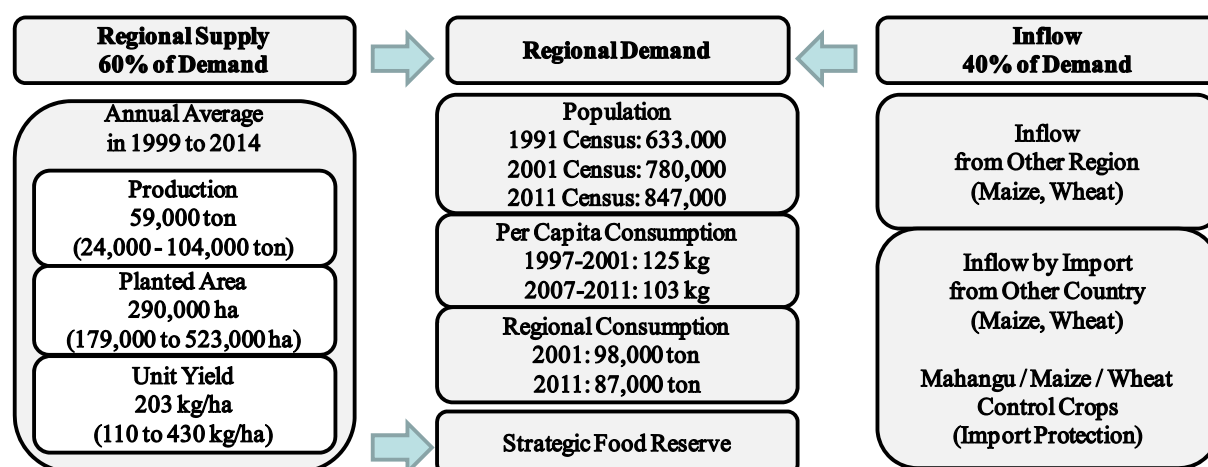 Regional Supply
60% of Demand
Annual Average
in 1999 to 2014
Production
59,000 ton
(24,000 - 104,000 ton)
Planted Area
290,000 ha
(179,000 to 523,000 ha)
Unit Yield
203 kg/ha
(110 to 430 kg/ha)
Regional Demand
Population
1991 Census: 633.000
2001 Census: 780,000
2011 Census: 847,000
Per Capita Consumption
1997-2001: 125 kg
2007-2011: 103 kg
Regional Consumption
2001: 98,000 ton
2011: 87,000 ton
Strategic Food Reserve
Inflow
40% of Demand
Inflow
from Other Region
(Maize, Wheat)
Inflow by Import
from Other Country
(Maize, Wheat)
Mahangu / Maize / Wheat
Control Crops
(Import Protection)